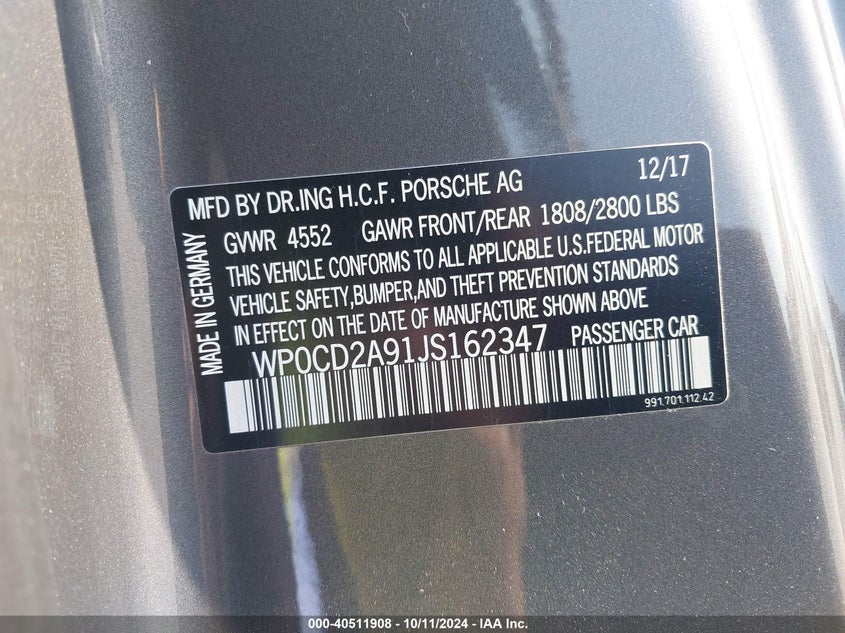 MFD BY DR.ING H.C.F. PORSCHE AG 12/17
GVWR 4552 GAWR FRONT/REAR 1808/2800 LBS
THIS VEHICLE CONFORMS TO ALL APPLICABLE U.S.FEDERAL MOTOR
VEHICLE SAFETY,BUMPER,AND THEFT PREVENTION STANDARDS
IN EFFECT ON THE DATE OF MANUFACTURE SHOWN ABOVE
WP0CD2A91JS162347 PASSENGER CAR
MADE IN GERMANY
991.701.112.42
000-40511908 - 10/11/2024 - IAA Inc.